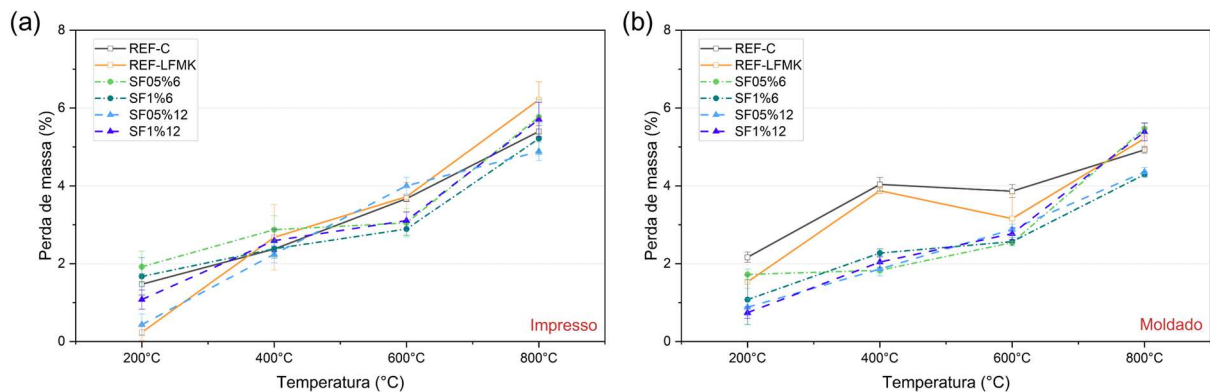 (a)
8
6
4
2
0
Perda de massa (%)
REF-C
REF-LFMK
SF05%6
SF1%6
SF05%12
SF1%12
Impresso
200°C 400°C 600°C 800°C
Temperatura (°C)
(b)
8
6
4
2
0
Perda de massa (%)
REF-C
REF-LFMK
SF05%6
SF1%6
SF05%12
SF1%12
Moldado
200°C 400°C 600°C 800°C
Temperatura (°C)